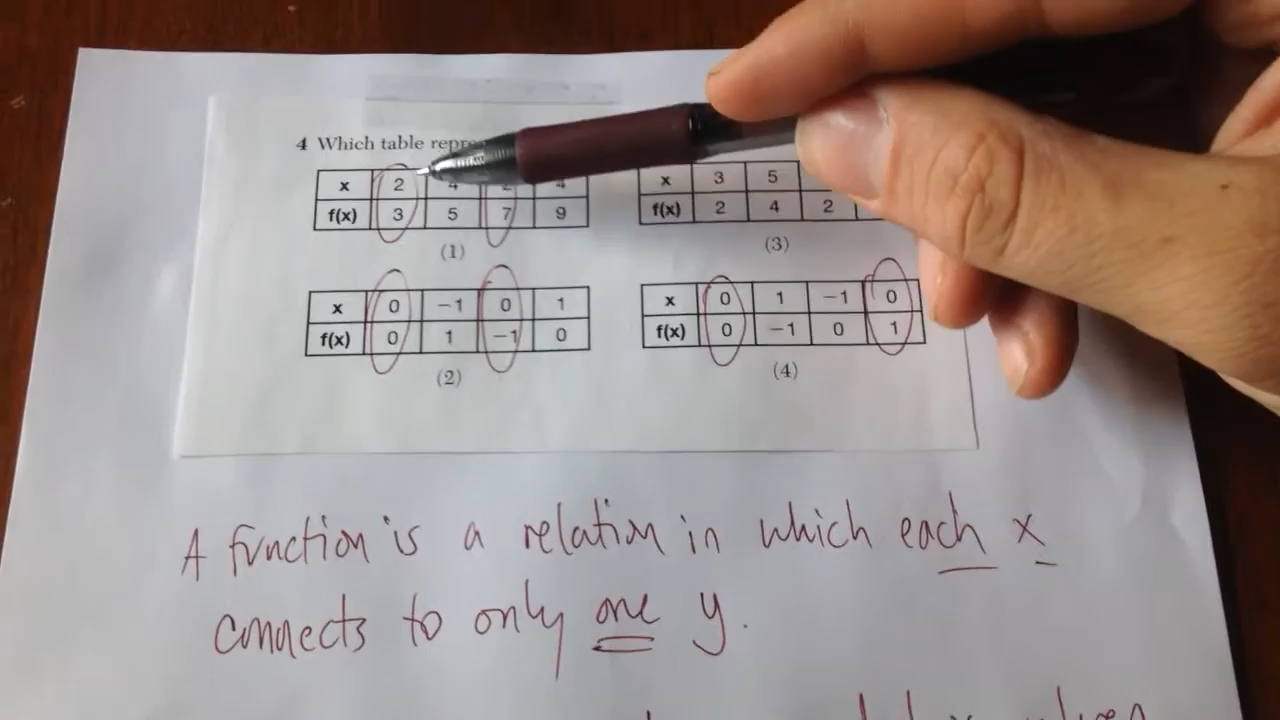 4 Which table
x 2 4 2 4
f(x) 3 5 7 9
(1)
x 3 5
f(x) 2 4 2
(3)
x 0 −1 0 1
f(x) 0 1 −1 0
(2)
x 0 1 −1 0
f(x) 0 −1 0 1
(4)
A function is a relation in which each x
connects to only one y.